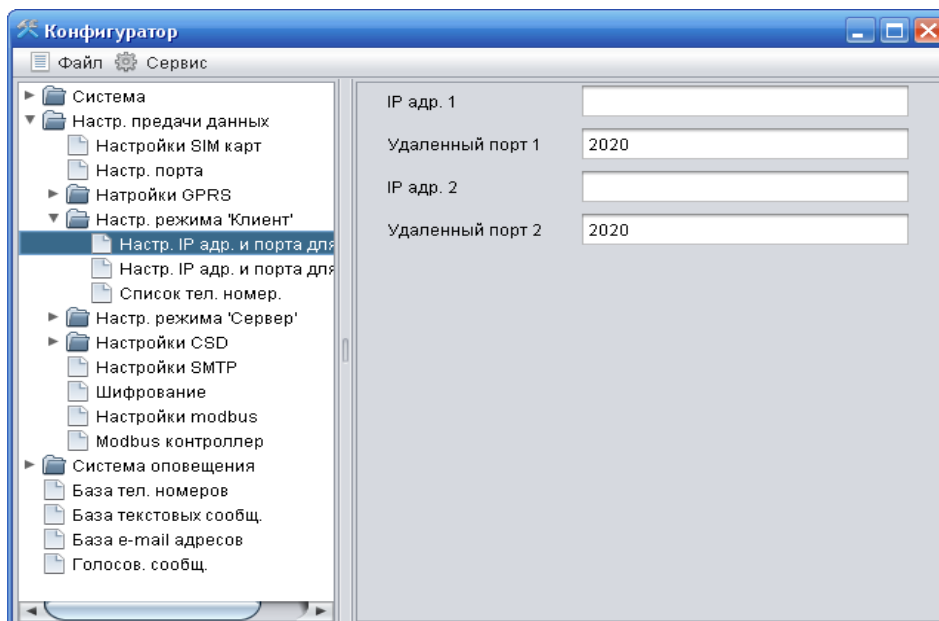 Конфигуратор
Файл Сервис
Система
Настр. предачи данных
Настройки SIM карт
Настр. порта
Натройки GPRS
Настр. режима 'Клиент'
Настр. IP адр. и порта для
Настр. IP адр. и порта для
Список тел. номер.
Настр. режима 'Сервер'
Настройки CSD
Настройки SMTP
Шифрование
Настройки modbus
Modbus контроллер
Система оповещения
База тел. номеров
База текстовых сообщ.
База e-mail адресов
Голосов. сообщ.
IP адр. 1
Удаленный порт 1 2020
IP адр. 2
Удаленный порт 2 2020